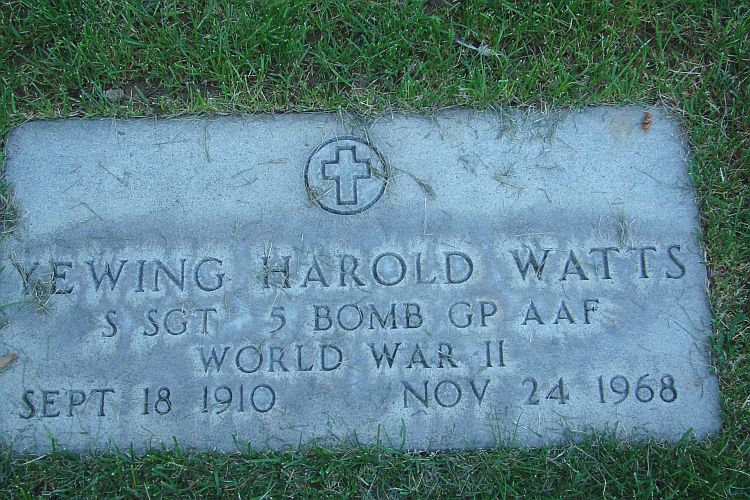 YEWING HAROLD WATTS
S SGT 5 BOMB GP AAF
WORLD WAR II
SEPT 18 1910 NOV 24 1968